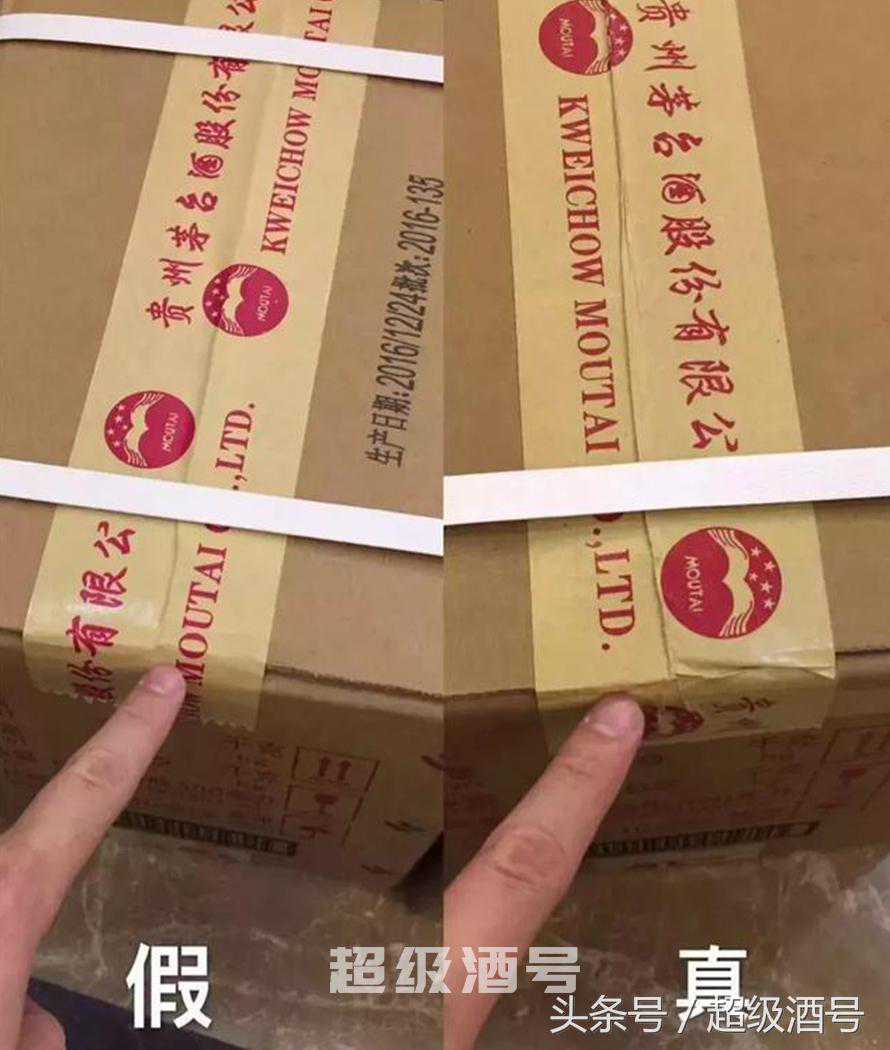 贵州茅台酒股份有
KWEICHOW MOUTAI
MOUTAI
MOUTAI
份有限公
MOUTAI
,LTD.
生产日期:2016/12/24批次:2016-135
MOUTAI
贵州茅台酒股份有限公
KWEICHOW MOUTAI
.,LTD.
MOUTAI
贵
假
真
超级酒号
头条号 / 超级酒号